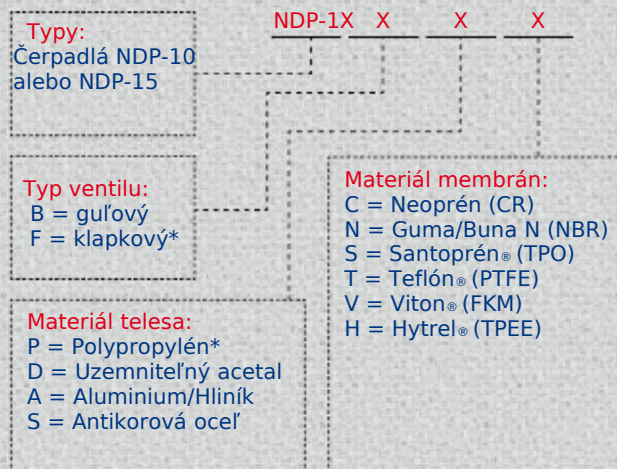 NDP-1X X X X
Typy:
Čerpadlá NDP-10
alebo NDP-15
Typ ventilu:
B = guľový
F = klapkový*
Materiál telesa:
P = Polypropylén*
D = Uzemniteľný acetal
A = Aluminium/Hliník
S = Antikorová oceľ
Materiál membrán:
C = Neoprén (CR)
N = Guma/Buna N (NBR)
S = Santoprén® (TPO)
T = Teflón® (PTFE)
V = Viton® (FKM)
H = Hytrel® (TPEE)